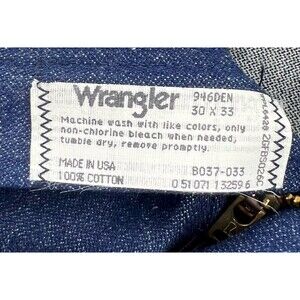 Wrangler 946DEN
30 X 33
Machine wash with like colors, only
non-chlorine bleach when needed,
tumble dry, remove promptly.
MADE IN USA B037-033
100% COTTON 0 51071 13259 6